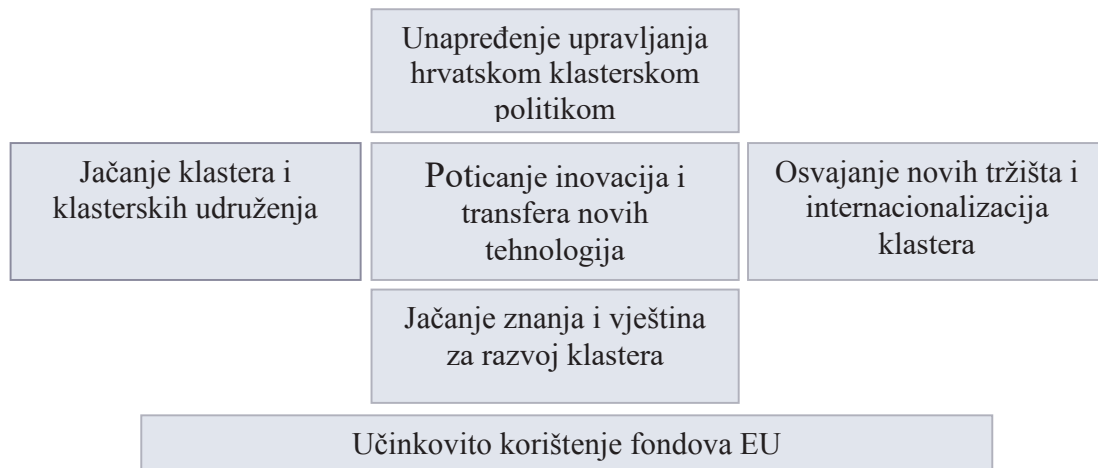 Unapređenje upravljanja
hrvatskom klasterskom
politikom
Jačanje klastera i
klasterskih udruženja
Poticanje inovacija i
transfera novih
tehnologija
Osvajanje novih tržišta i
internacionalizacija
klastera
Jačanje znanja i vještina
za razvoj klastera
Učinkovito korištenje fondova EU